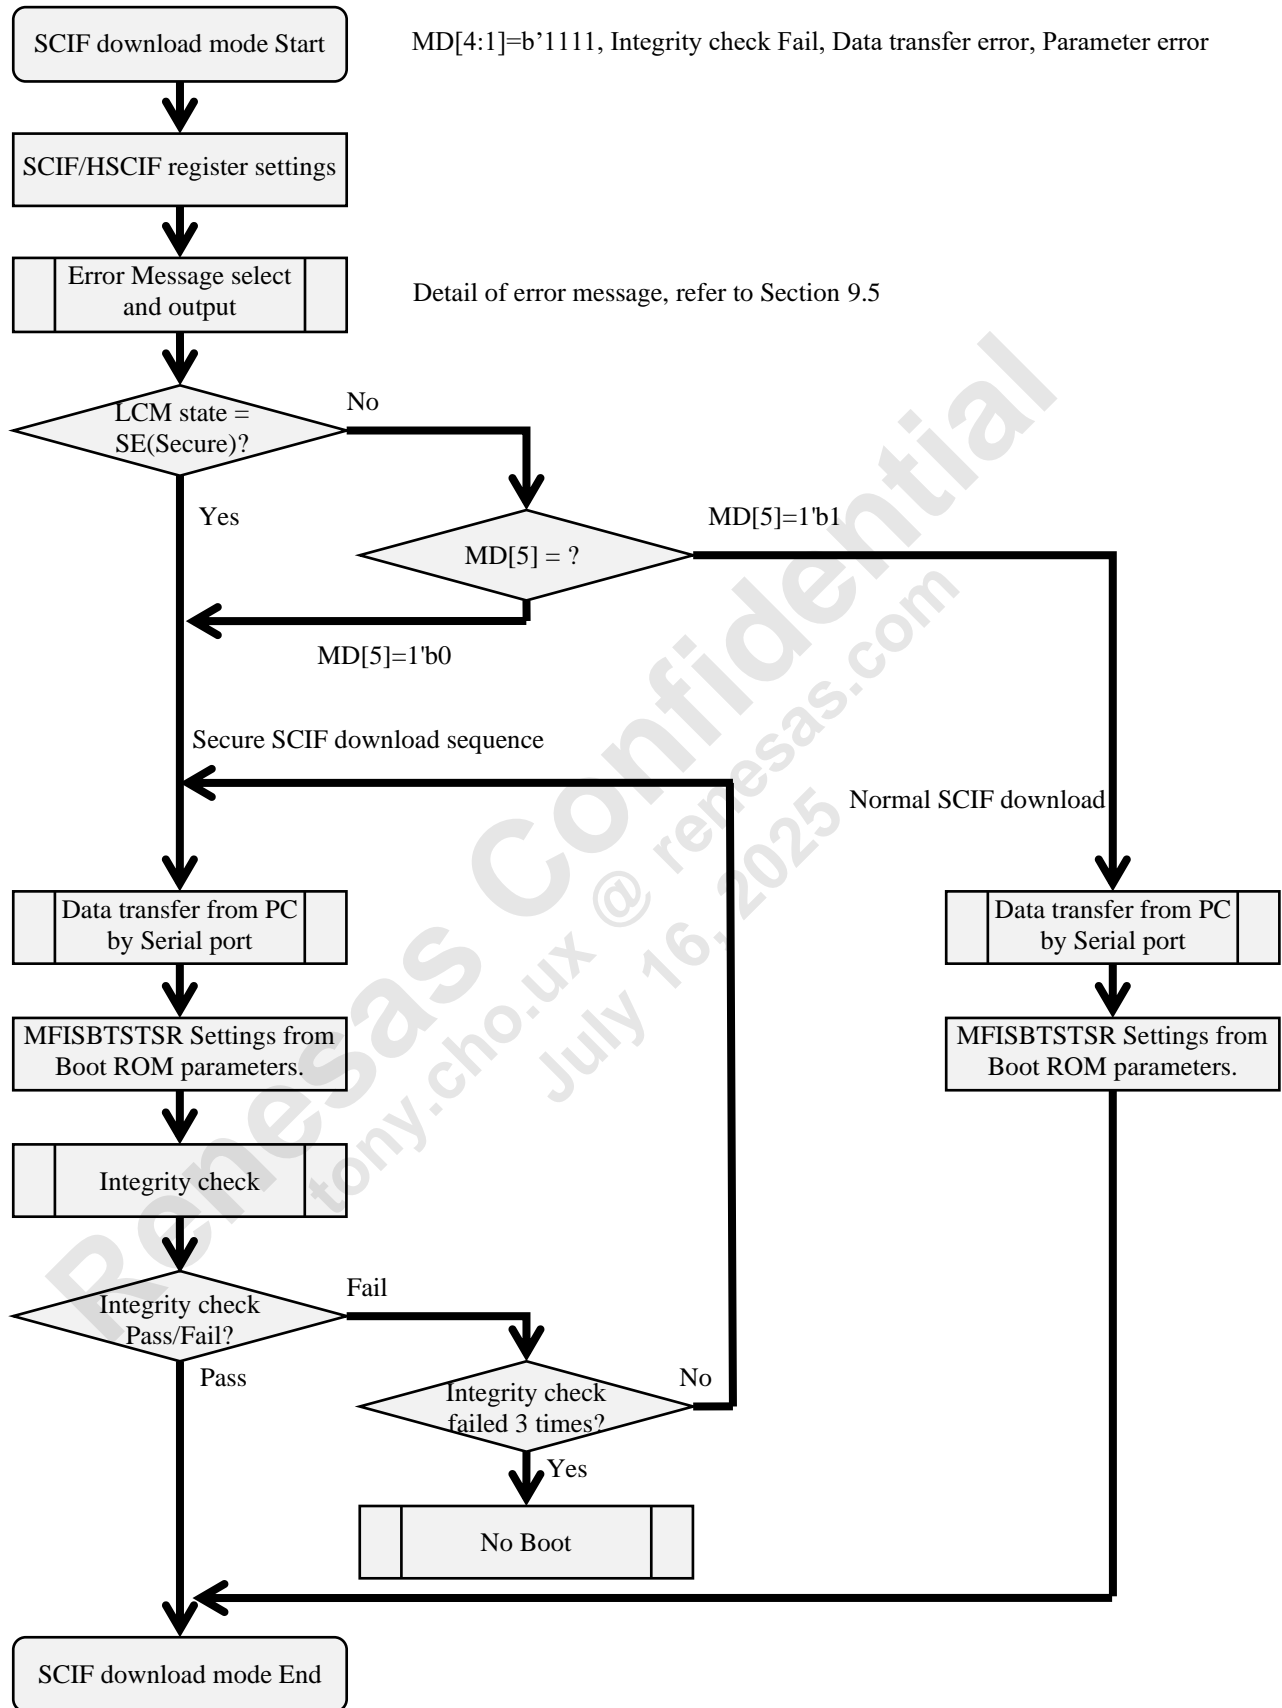 SCIF download mode Start
MD[4:1]=b’1111, Integrity check Fail, Data transfer error, Parameter error
SCIF/HSCIF register settings
Error Message select
and output
Detail of error message, refer to Section 9.5
LCM state =
SE(Secure)?
No
Yes
MD[5] = ?
MD[5]=1'b1
MD[5]=1'b0
Secure SCIF download sequence
Normal SCIF download
Data transfer from PC
by Serial port
Data transfer from PC
by Serial port
MFISBTSTSR Settings from
Boot ROM parameters.
MFISBTSTSR Settings from
Boot ROM parameters.
Integrity check
Integrity check
Pass/Fail?
Fail
Pass
Integrity check
failed 3 times?
No
Yes
No Boot
SCIF download mode End
Renesas Confidential
tony.cho.ux @ renesas.com
July 16, 2025